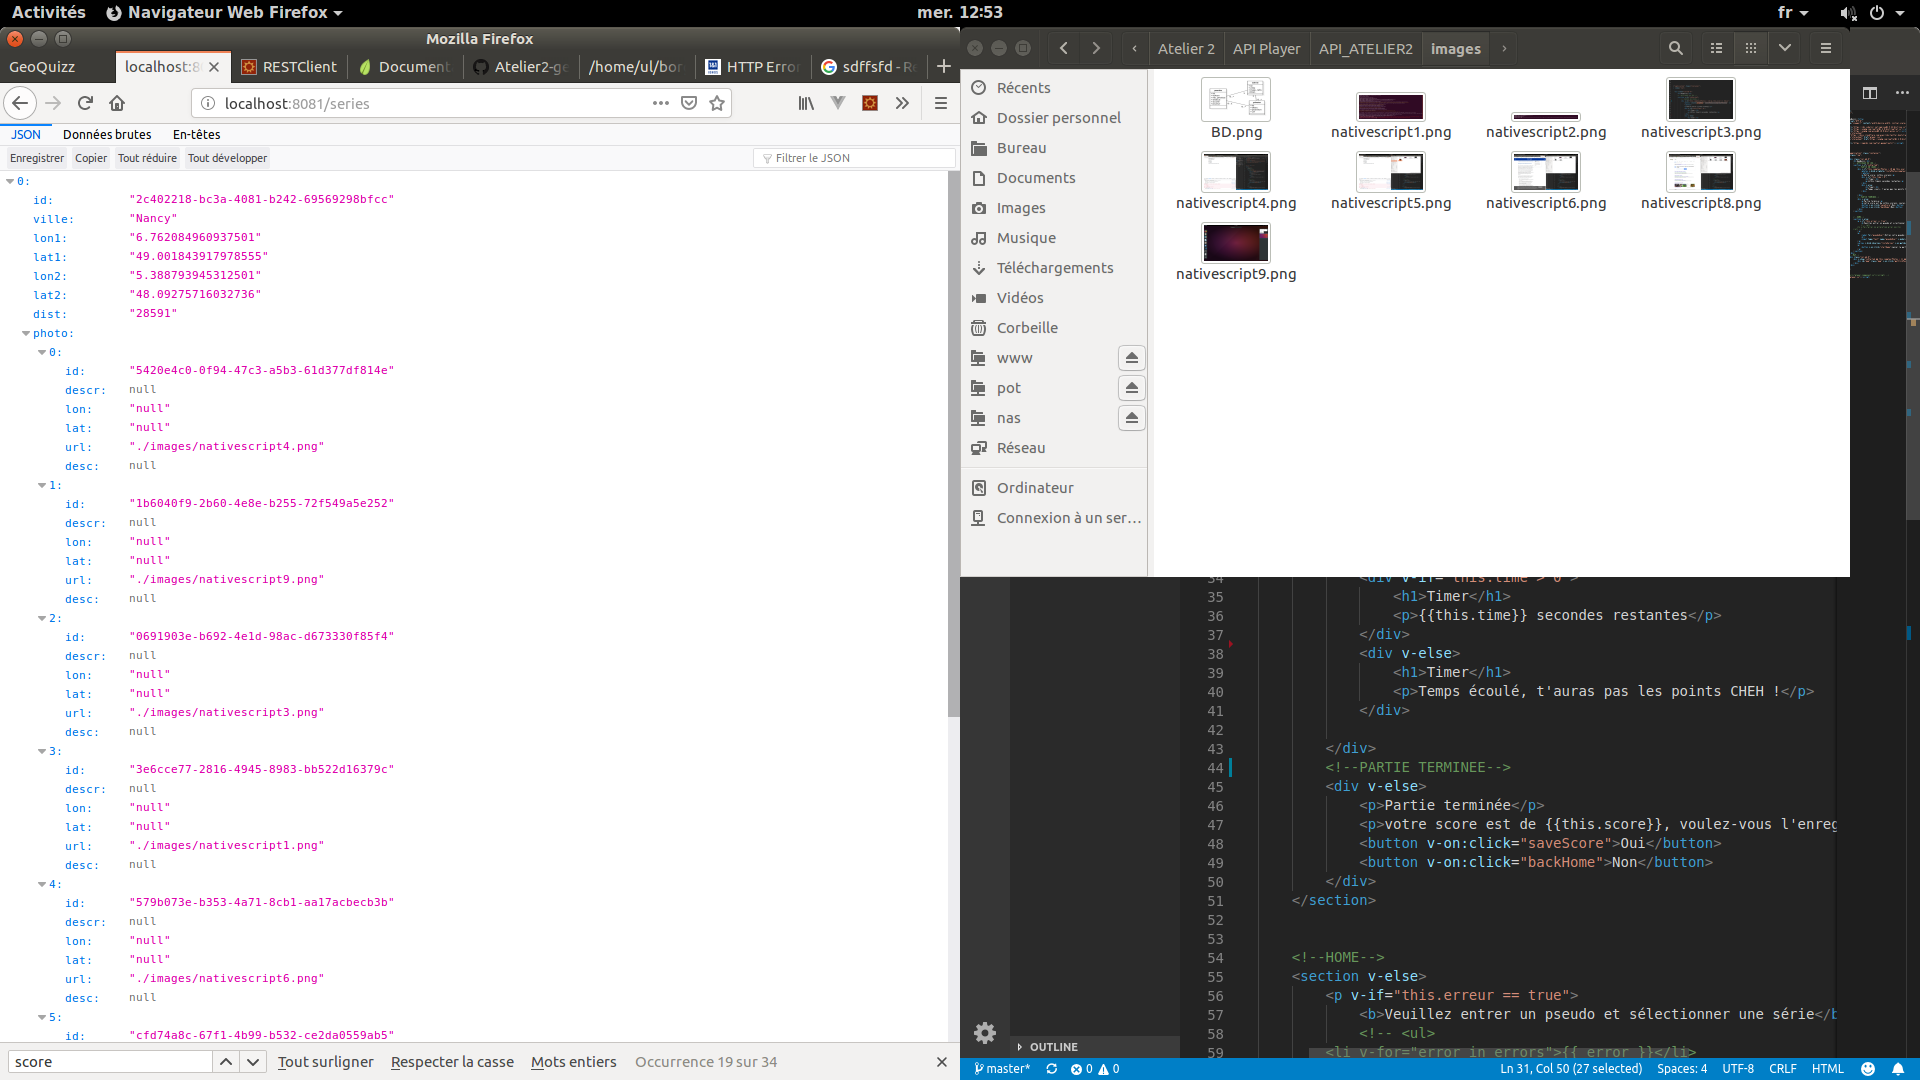 Activités
Navigateur Web Firefox
mer. 12:53
fr
Mozilla Firefox
GeoQuizz
localhost:8
RESTClient
Document
Atelier2-ge
/home/ul/bor
HTTP Error
sdffsfd - Re
localhost:8081/series
JSON
Données brutes
En-têtes
Enregistrer
Copier
Tout réduire
Tout développer
Filtrer le JSON
0:
id: "2c402218-bc3a-4081-b242-69569298bfcc"
ville: "Nancy"
lon1: "6.762084960937501"
lat1: "49.001843917978555"
lon2: "5.388793945312501"
lat2: "48.09275716032736"
dist: "28591"
photo:
0:
id: "5420e4c0-0f94-47c3-a5b3-61d377df814e"
descr: null
lon: "null"
lat: "null"
url: "./images/nativescript4.png"
desc: null
1:
id: "1b6040f9-2b60-4e8e-b255-72f549a5e252"
descr: null
lon: "null"
lat: "null"
url: "./images/nativescript9.png"
desc: null
2:
id: "0691903e-b692-4e1d-98ac-d673330f85f4"
descr: null
lon: "null"
lat: "null"
url: "./images/nativescript3.png"
desc: null
3:
id: "3e6cce77-2816-4945-8983-bb522d16379c"
descr: null
lon: "null"
lat: "null"
url: "./images/nativescript1.png"
desc: null
4:
id: "579b073e-b353-4a71-8cb1-aa17acbecb3b"
descr: null
lon: "null"
lat: "null"
url: "./images/nativescript6.png"
desc: null
5:
id: "cfd74a8c-67f1-4b99-b532-ce2da0559ab5"
score
Tout surligner
Respecter la casse
Mots entiers
Occurrence 19 sur 34
Atelier 2
API Player
API_ATELIER2
images
Récents
Dossier personnel
Bureau
Documents
Images
Musique
Téléchargements
Vidéos
Corbeille
www
pot
nas
Réseau
Ordinateur
Connexion à un ser…
BD.png
nativescript1.png
nativescript2.png
nativescript3.png
nativescript4.png
nativescript5.png
nativescript6.png
nativescript8.png
nativescript9.png
34 <div v-if="this.time > 0">
35 <h1>Timer</h1>
36 <p>{{this.time}} secondes restantes</p>
37 </div>
38 <div v-else>
39 <h1>Timer</h1>
40 <p>Temps écoulé, t'auras pas les points CHEH !</p>
41 </div>
42
43 </div>
44 <!--PARTIE TERMINEE-->
45 <div v-else>
46 <p>Partie terminée</p>
47 <p>votre score est de {{this.score}}, voulez-vous l'enreg
48 <button v-on:click="saveScore">Oui</button>
49 <button v-on:click="backHome">Non</button>
50 </div>
51 </section>
52
53
54 <!--HOME-->
55 <section v-else>
56 <p v-if="this.erreur == true">
57 <b>Veuillez entrer un pseudo et sélectionner une série</b
58 <!-- <ul>
59 <li v-for="error in errors">{{ error }}</li>
OUTLINE
master*
0
0
Ln 31, Col 50 (27 selected)
Spaces: 4
UTF-8
CRLF
HTML